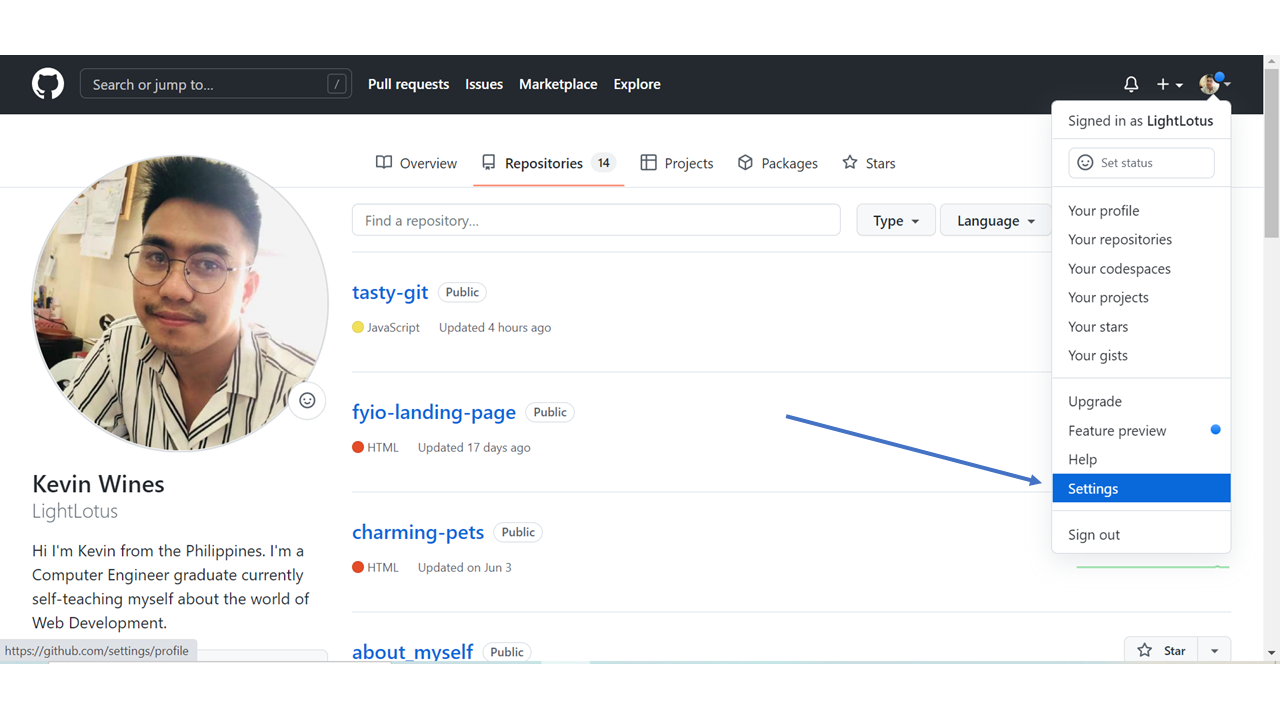 Search or jump to...
/
Pull requests
Issues
Marketplace
Explore
Signed in as LightLotus
Set status
Your profile
Your repositories
Your codespaces
Your projects
Your stars
Your gists
Upgrade
Feature preview
Help
Settings
Sign out
Overview
Repositories 14
Projects
Packages
Stars
Find a repository...
Type
Language
tasty-git Public
JavaScript Updated 4 hours ago
fyio-landing-page Public
HTML Updated 17 days ago
charming-pets Public
HTML Updated on Jun 3
about_myself Public
Star
Kevin Wines
LightLotus
Hi I'm Kevin from the Philippines. I'm a
Computer Engineer graduate currently
self-teaching myself about the world of
Web Development.
https://github.com/settings/profile